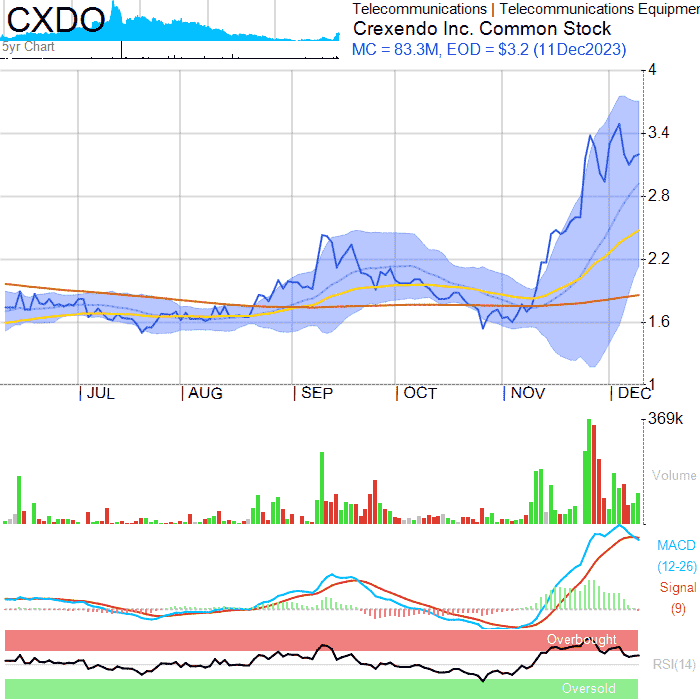 CXDO
5yr Chart
Telecommunications | Telecommunications Equipmen
Crexendo Inc. Common Stock
MC = 83.3M, EOD = $3.2 (11Dec2023)
4
3.4
2.8
2.2
1.6
1
JUL
AUG
SEP
OCT
NOV
DEC
369k
Volume
MACD
(12-26)
Signal
(9)
Overbought
RSI(14)
Oversold